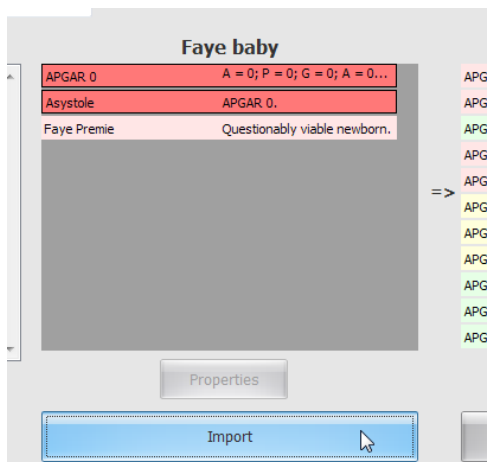 Faye baby
APGAR 0 A = 0; P = 0; G = 0; A = 0...
Asystole APGAR 0.
Faye Premie Questionably viable newborn.
=>
APG
APG
APG
APG
APG
APG
APG
APG
APG
APG
APG
Properties
Import